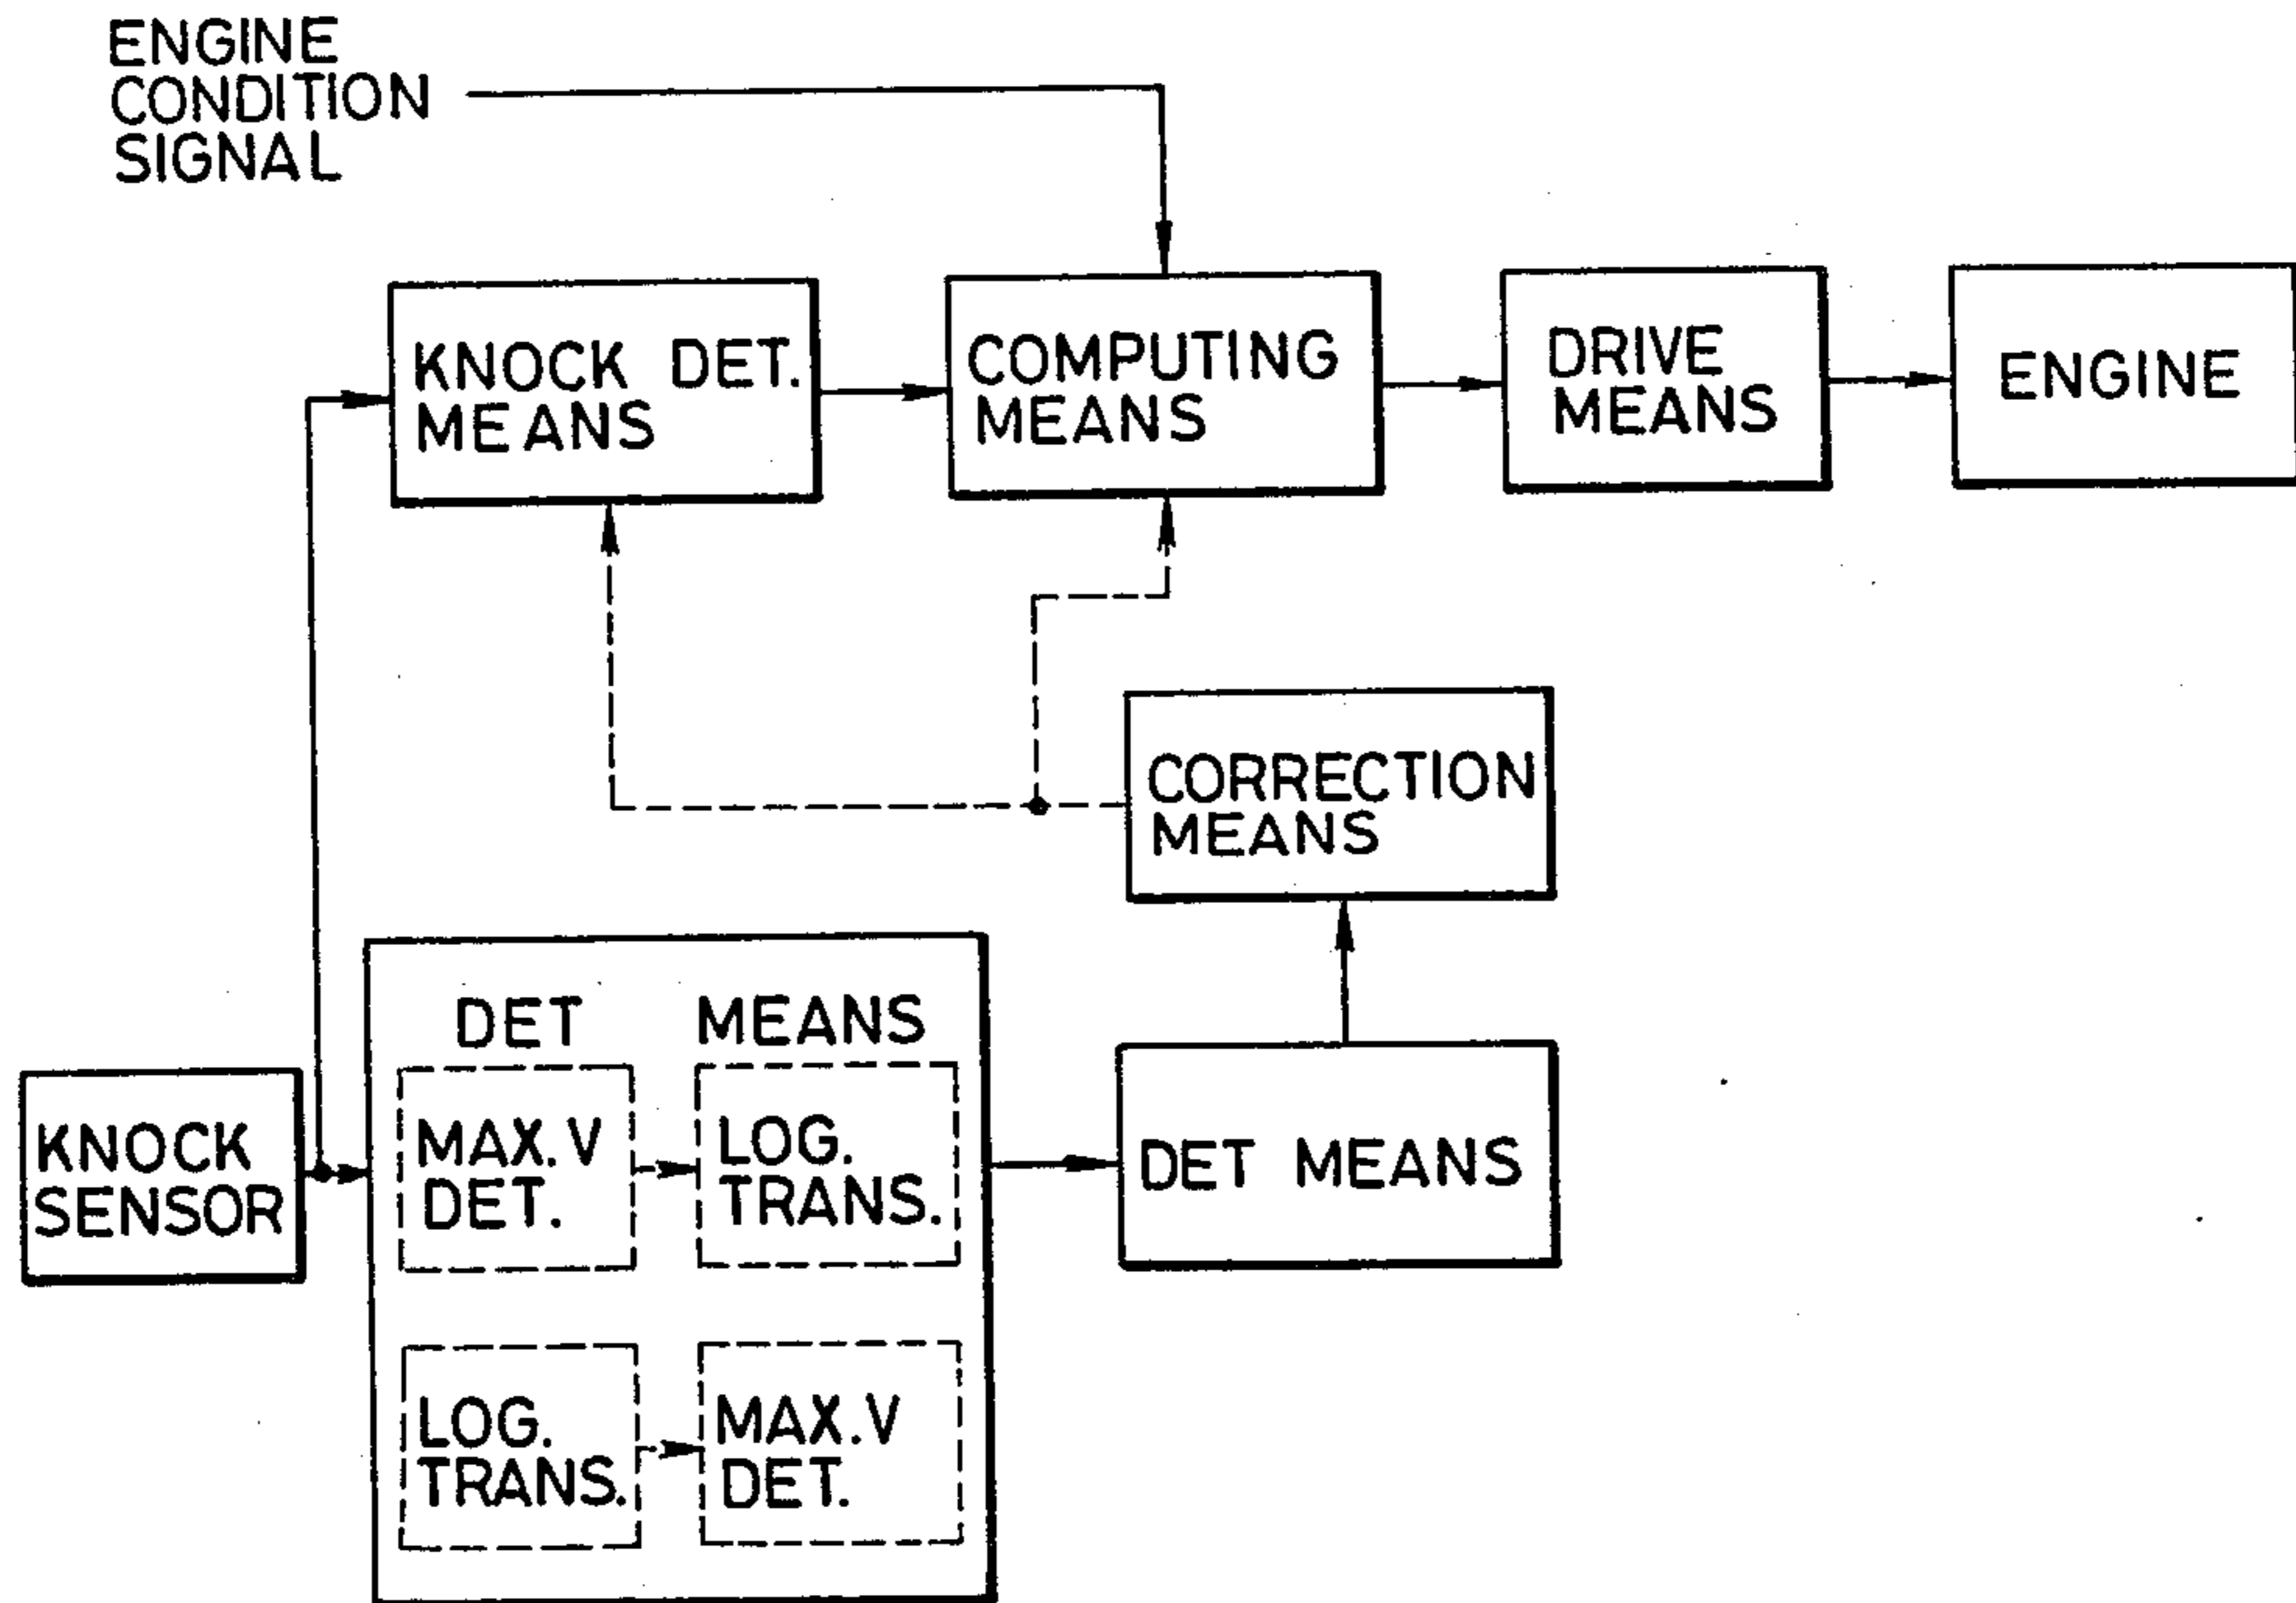 ENGINE
CONDITION
SIGNAL
KNOCK DET.
MEANS
COMPUTING
MEANS
DRIVE
MEANS
ENGINE
CORRECTION
MEANS
DET MEANS
KNOCK
SENSOR
MAX. V
DET.
LOG.
TRANS.
DET MEANS
LOG.
TRANS.
MAX. V
DET.